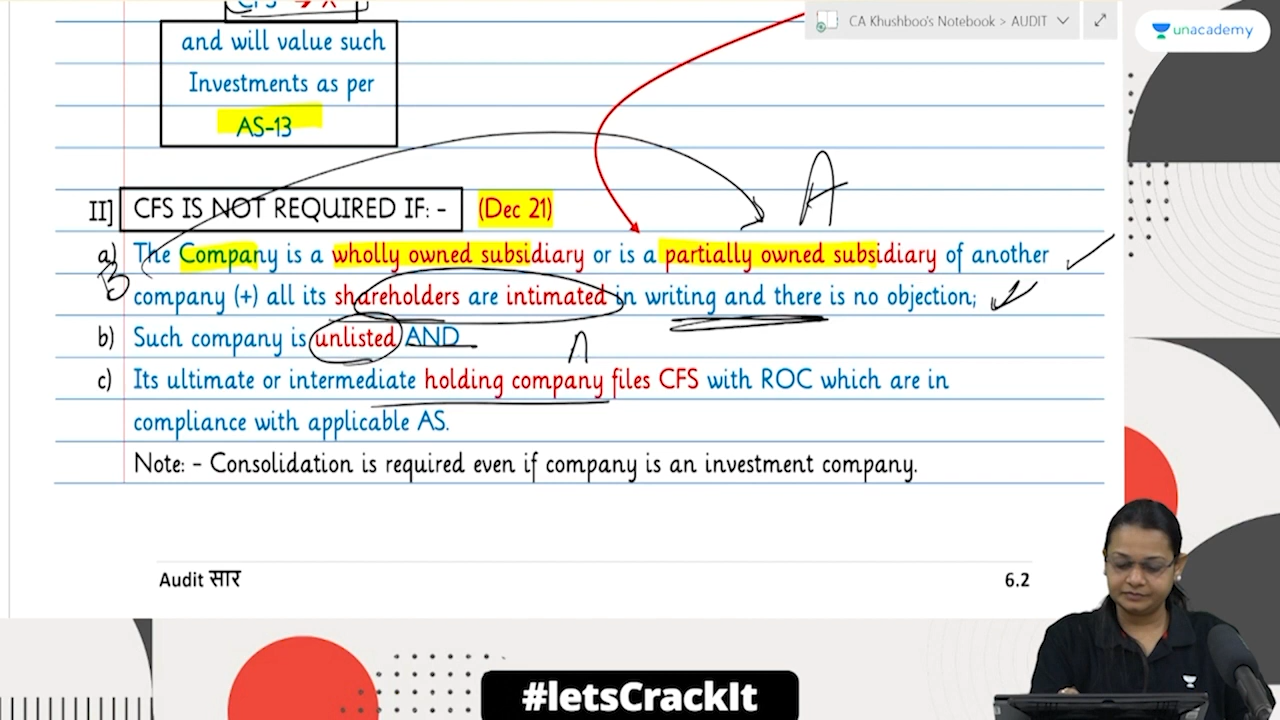 CA Khushboo's Notebook > AUDIT
unacademy
and will value such
Investments as per
AS-13
II] CFS IS NOT REQUIRED IF: - (Dec 21)
A
a) The Company is a wholly owned subsidiary or is a partially owned subsidiary of another
B
company (+) all its shareholders are intimated in writing and there is no objection;
b) Such company is unlisted AND
c) Its ultimate or intermediate holding company files CFS with ROC which are in
compliance with applicable AS.
Note: - Consolidation is required even if company is an investment company.
Audit सार 6.2
#letsCrackIt